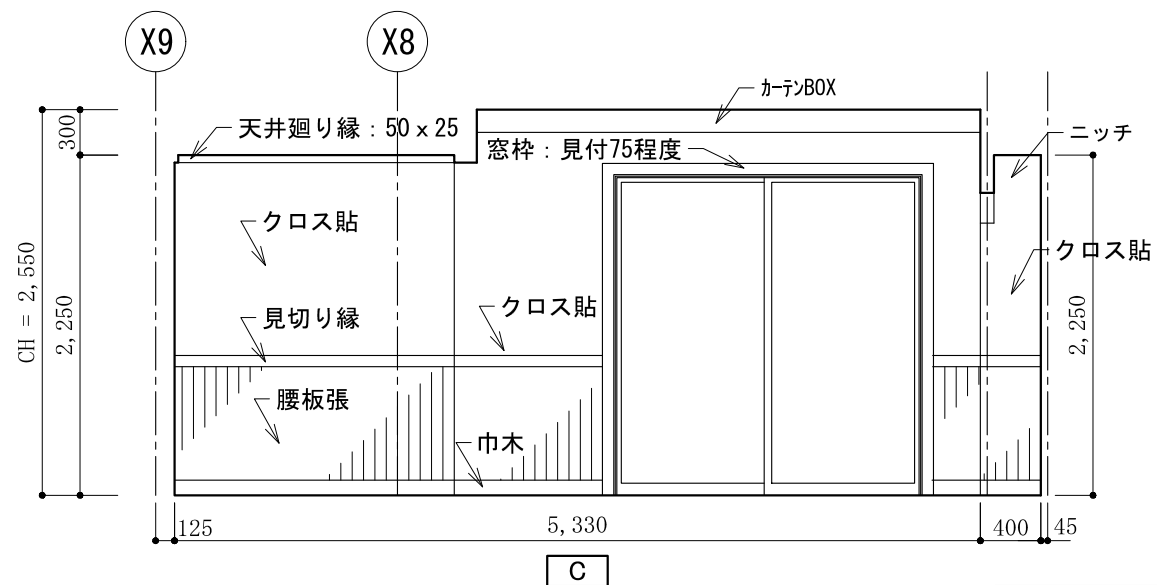 X9
X8
カーテンBOX
天井廻り縁：50 x 25
窓枠：見付75程度
ニッチ
300
クロス貼
クロス貼
CH = 2, 550
2, 250
見切り縁
クロス貼
2, 250
腰板張
巾木
125
5, 330
400
45
C